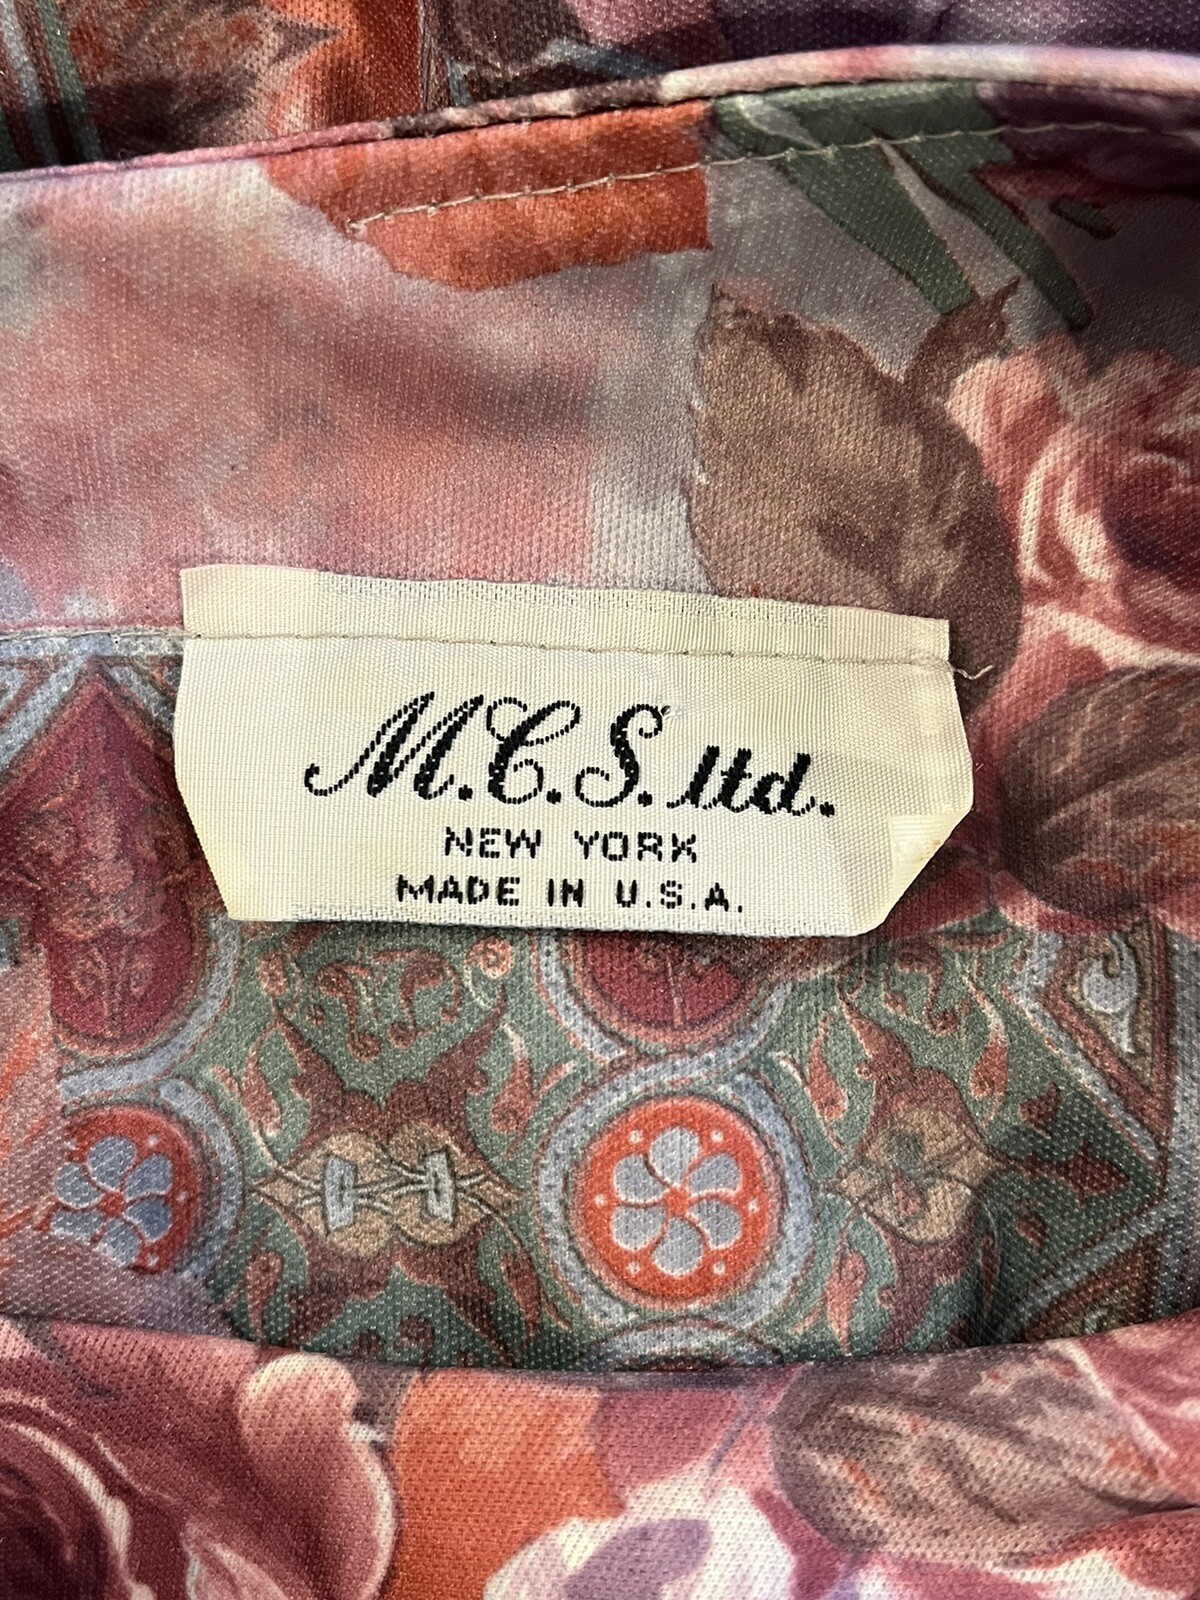 M.C.S. ltd.
NEW YORK
MADE IN U.S.A.